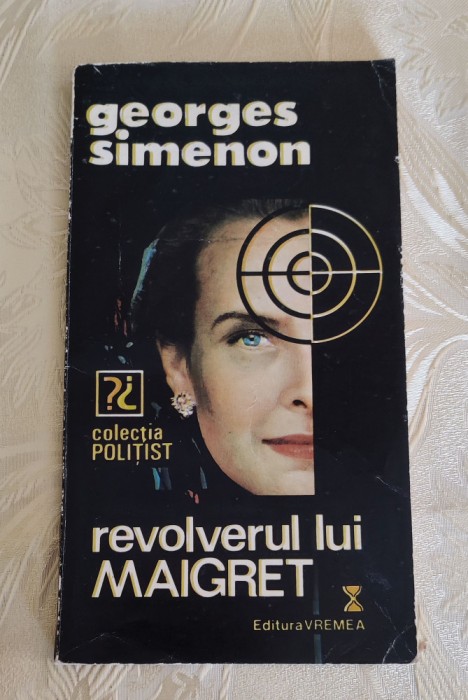 georges
simenon
?¿
colecția
POLIȚIST
revolverul lui
MAIGRET
Editura VREMEA